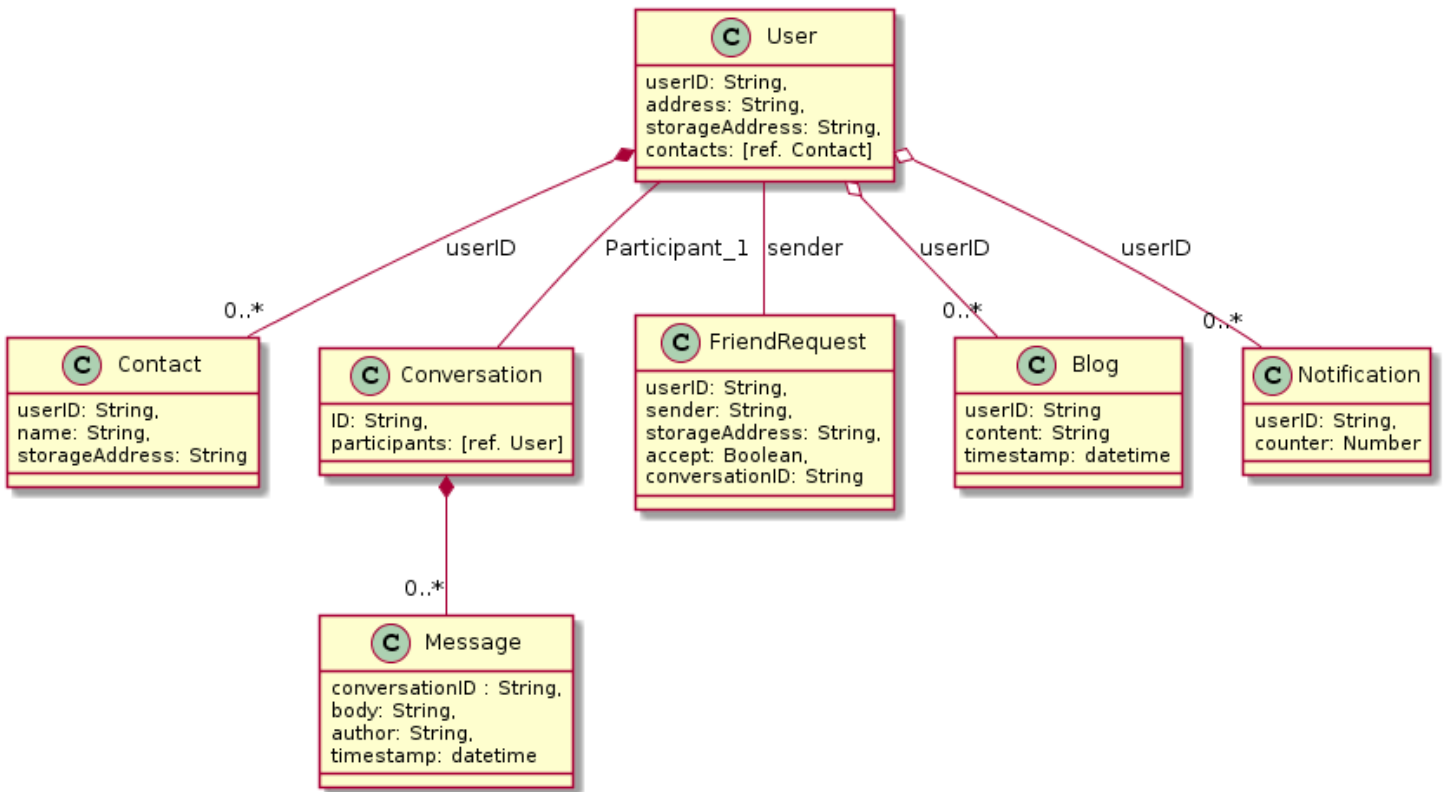 C User
userID: String,
address: String,
storageAddress: String,
contacts: [ref. Contact]
userID
Participant_1
sender
userID
userID
0..*
0..*
0..*
C Contact
userID: String,
name: String,
storageAddress: String
C Conversation
ID: String,
participants: [ref. User]
C FriendRequest
userID: String,
sender: String,
storageAddress: String,
accept: Boolean,
conversationID: String
C Blog
userID: String
content: String
timestamp: datetime
C Notification
userID: String,
counter: Number
0..*
C Message
conversationID : String,
body: String,
author: String,
timestamp: datetime